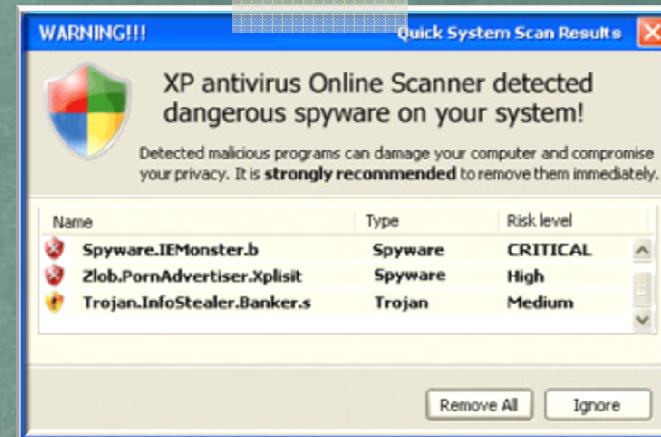 WARNING!!! Quick System Scan Results
XP antivirus Online Scanner detected
dangerous spyware on your system!
Detected malicious programs can damage your computer and compromise
your privacy. It is strongly recommended to remove them immediately.
Name Type Risk level
Spyware.IEMonster.b Spyware CRITICAL
Zlob.PornAdvertiser.Xplisit Spyware High
Trojan.InfoStealer.Banker.s Trojan Medium
Remove All Ignore